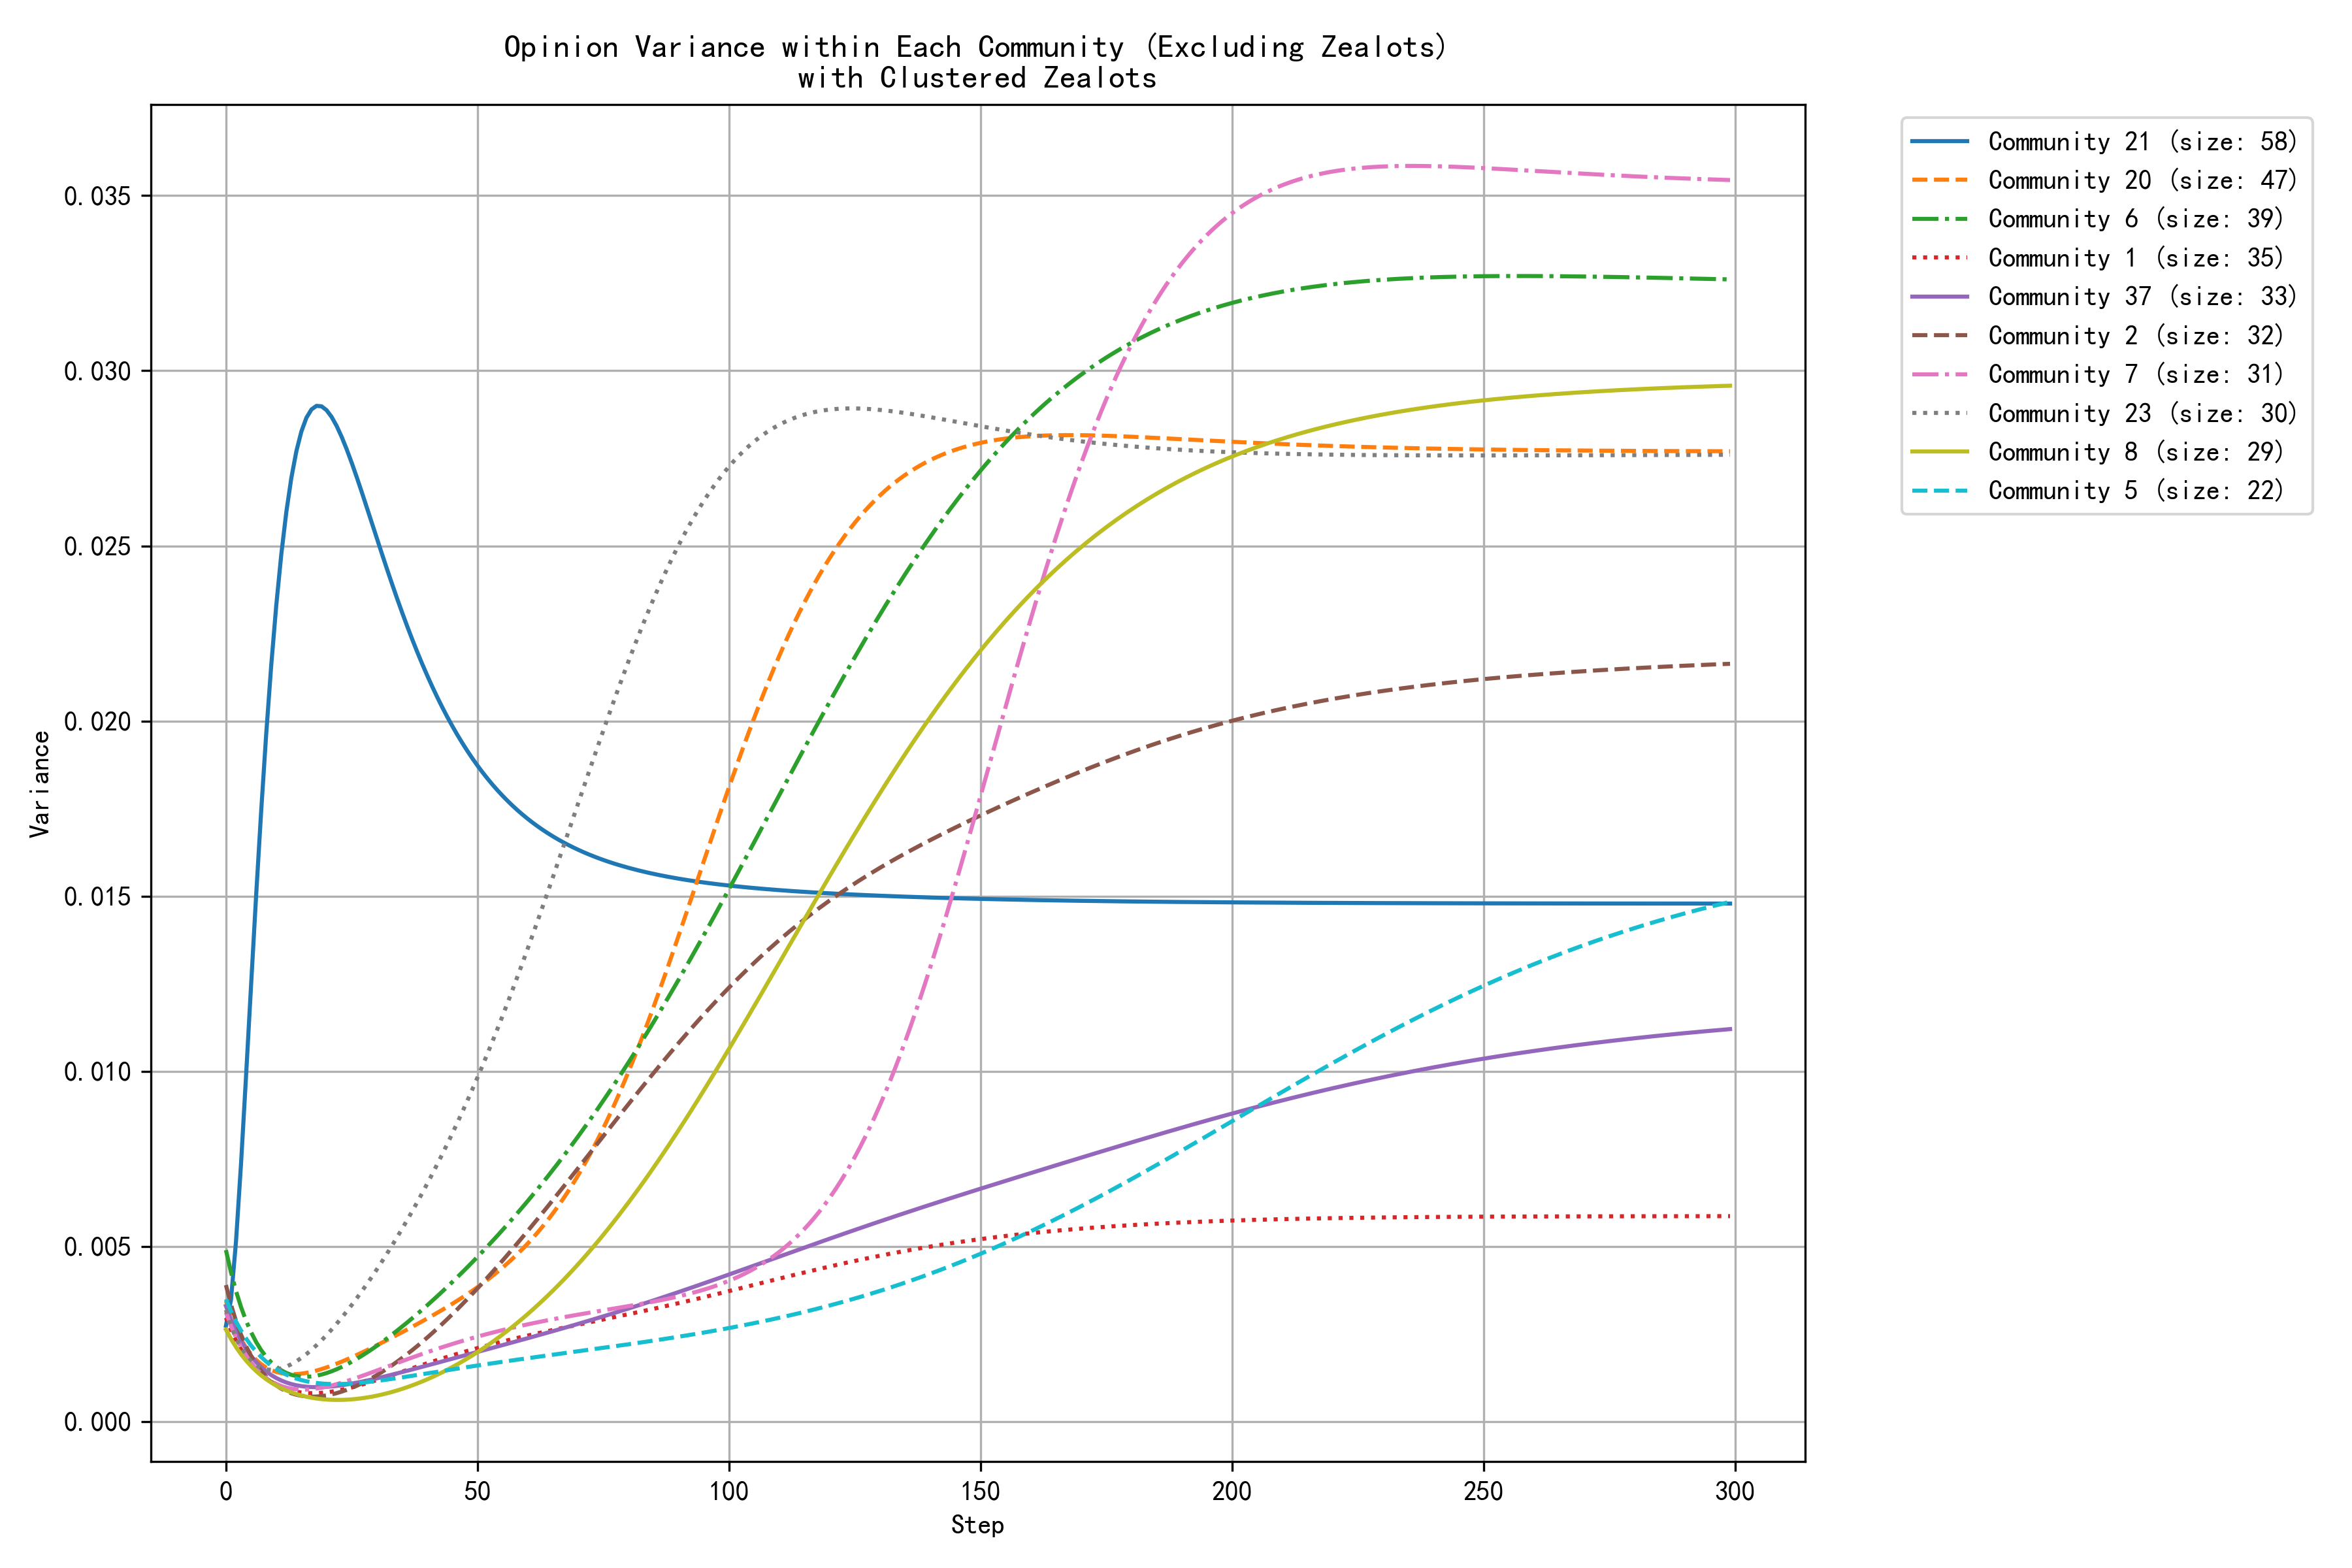 Opinion Variance within Each Community (Excluding Zealots)
with Clustered Zealots
Variance
0.035
0.030
0.025
0.020
0.015
0.010
0.005
0.000
0 50 100 150 200 250 300
Step
Community 21 (size: 58)
Community 20 (size: 47)
Community 6 (size: 39)
Community 1 (size: 35)
Community 37 (size: 33)
Community 2 (size: 32)
Community 7 (size: 31)
Community 23 (size: 30)
Community 8 (size: 29)
Community 5 (size: 22)